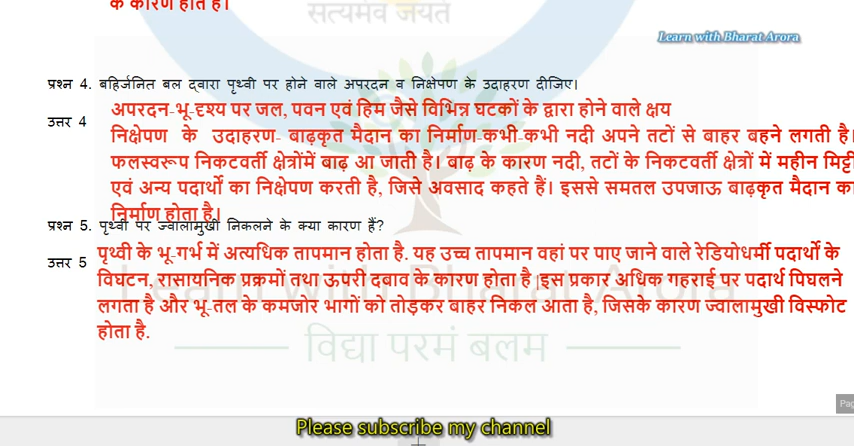 के कारण होते हैं।
सत्यमेव जयते
Learn with Bharat Arora
प्रश्न 4. बहिर्जनित बल द्वारा पृथ्वी पर होने वाले अपरदन व निक्षेपण के उदाहरण दीजिए।
उत्तर 4 अपरदन-भू-दृश्य पर जल, पवन एवं हिम जैसे विभिन्न घटकों के द्वारा होने वाले क्षय
निक्षेपण के उदाहरण- बाढ़कृत मैदान का निर्माण-कभी-कभी नदी अपने तटों से बाहर बहने लगती है।
फलस्वरूप निकटवर्ती क्षेत्रोंमें बाढ़ आ जाती है। बाढ़ के कारण नदी, तटों के निकटवर्ती क्षेत्रों में महीन मिट्टी
एवं अन्य पदार्थों का निक्षेपण करती है, जिसे अवसाद कहते हैं। इससे समतल उपजाऊ बाढ़कृत मैदान का
निर्माण होता है।
प्रश्न 5. पृथ्वी पर ज्वालामुखी निकलने के क्या कारण हैं?
उत्तर 5 पृथ्वी के भू-गर्भ में अत्यधिक तापमान होता है. यह उच्च तापमान वहां पर पाए जाने वाले रेडियोधर्मी पदार्थों के
विघटन, रासायनिक प्रक्रमों तथा ऊपरी दबाव के कारण होता है |इस प्रकार अधिक गहराई पर पदार्थ पिघलने
लगता है और भू-तल के कमजोर भागों को तोड़कर बाहर निकल आता है, जिसके कारण ज्वालामुखी विस्फोट
होता है.
Learn with Bharat Arora
विद्या परमं बलम
Pag
Please subscribe my channel